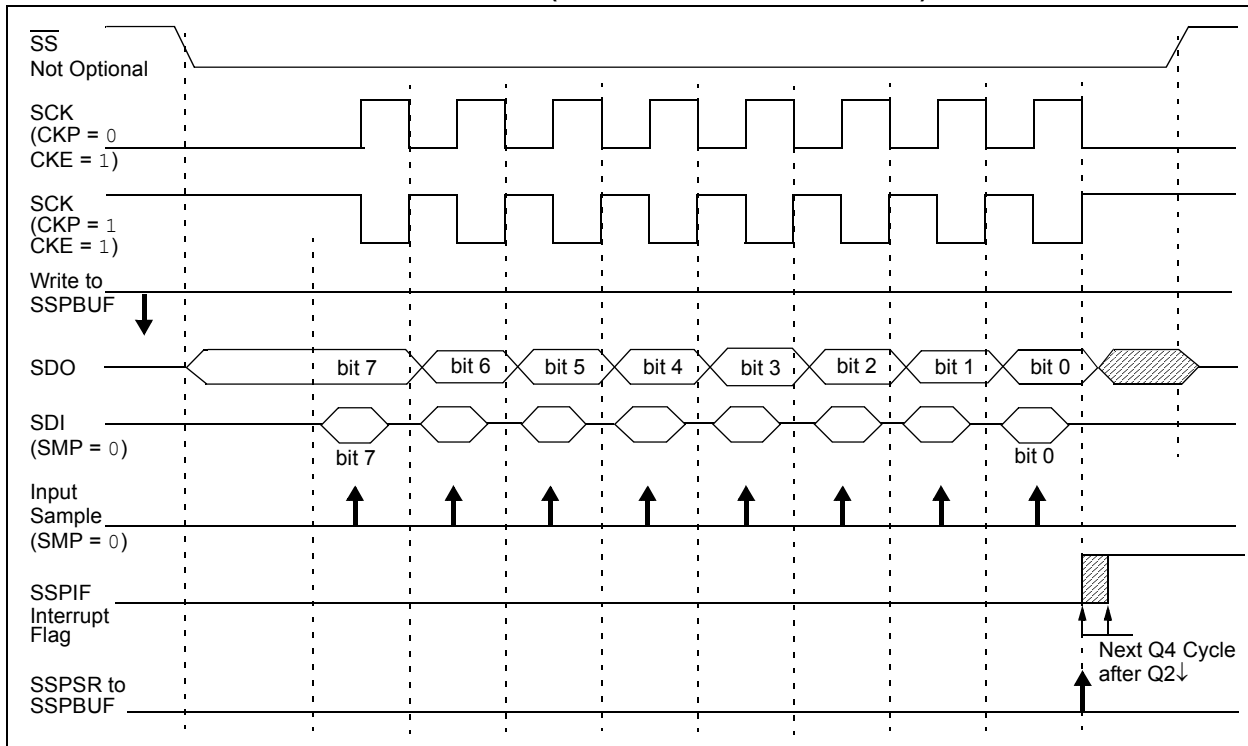 SS
Not Optional
SCK
(CKP = 0
CKE = 1)
SCK
(CKP = 1
CKE = 1)
Write to
SSPBUF
SDO
bit 7
bit 6
bit 5
bit 4
bit 3
bit 2
bit 1
bit 0
SDI
(SMP = 0)
bit 7
bit 0
Input
Sample
(SMP = 0)
SSPIF
Interrupt
Flag
Next Q4 Cycle
after Q2↓
SSPSR to
SSPBUF